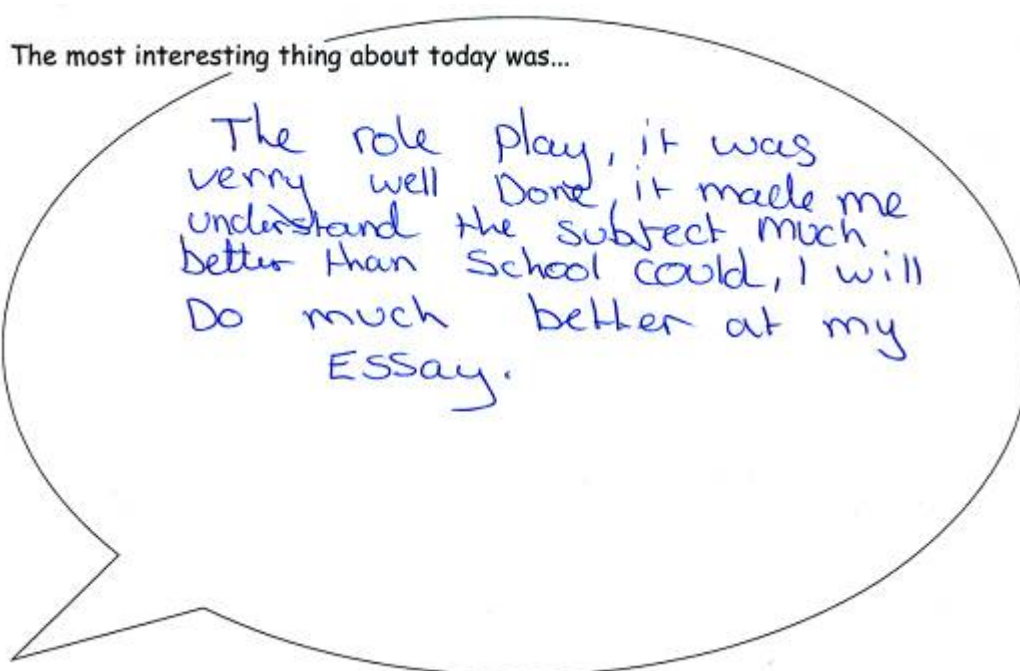 The most interesting thing about today was...
The role play, it was
verry well Done, it made me
understand the subject much
better than School could, I will
Do much better at my
Essay.